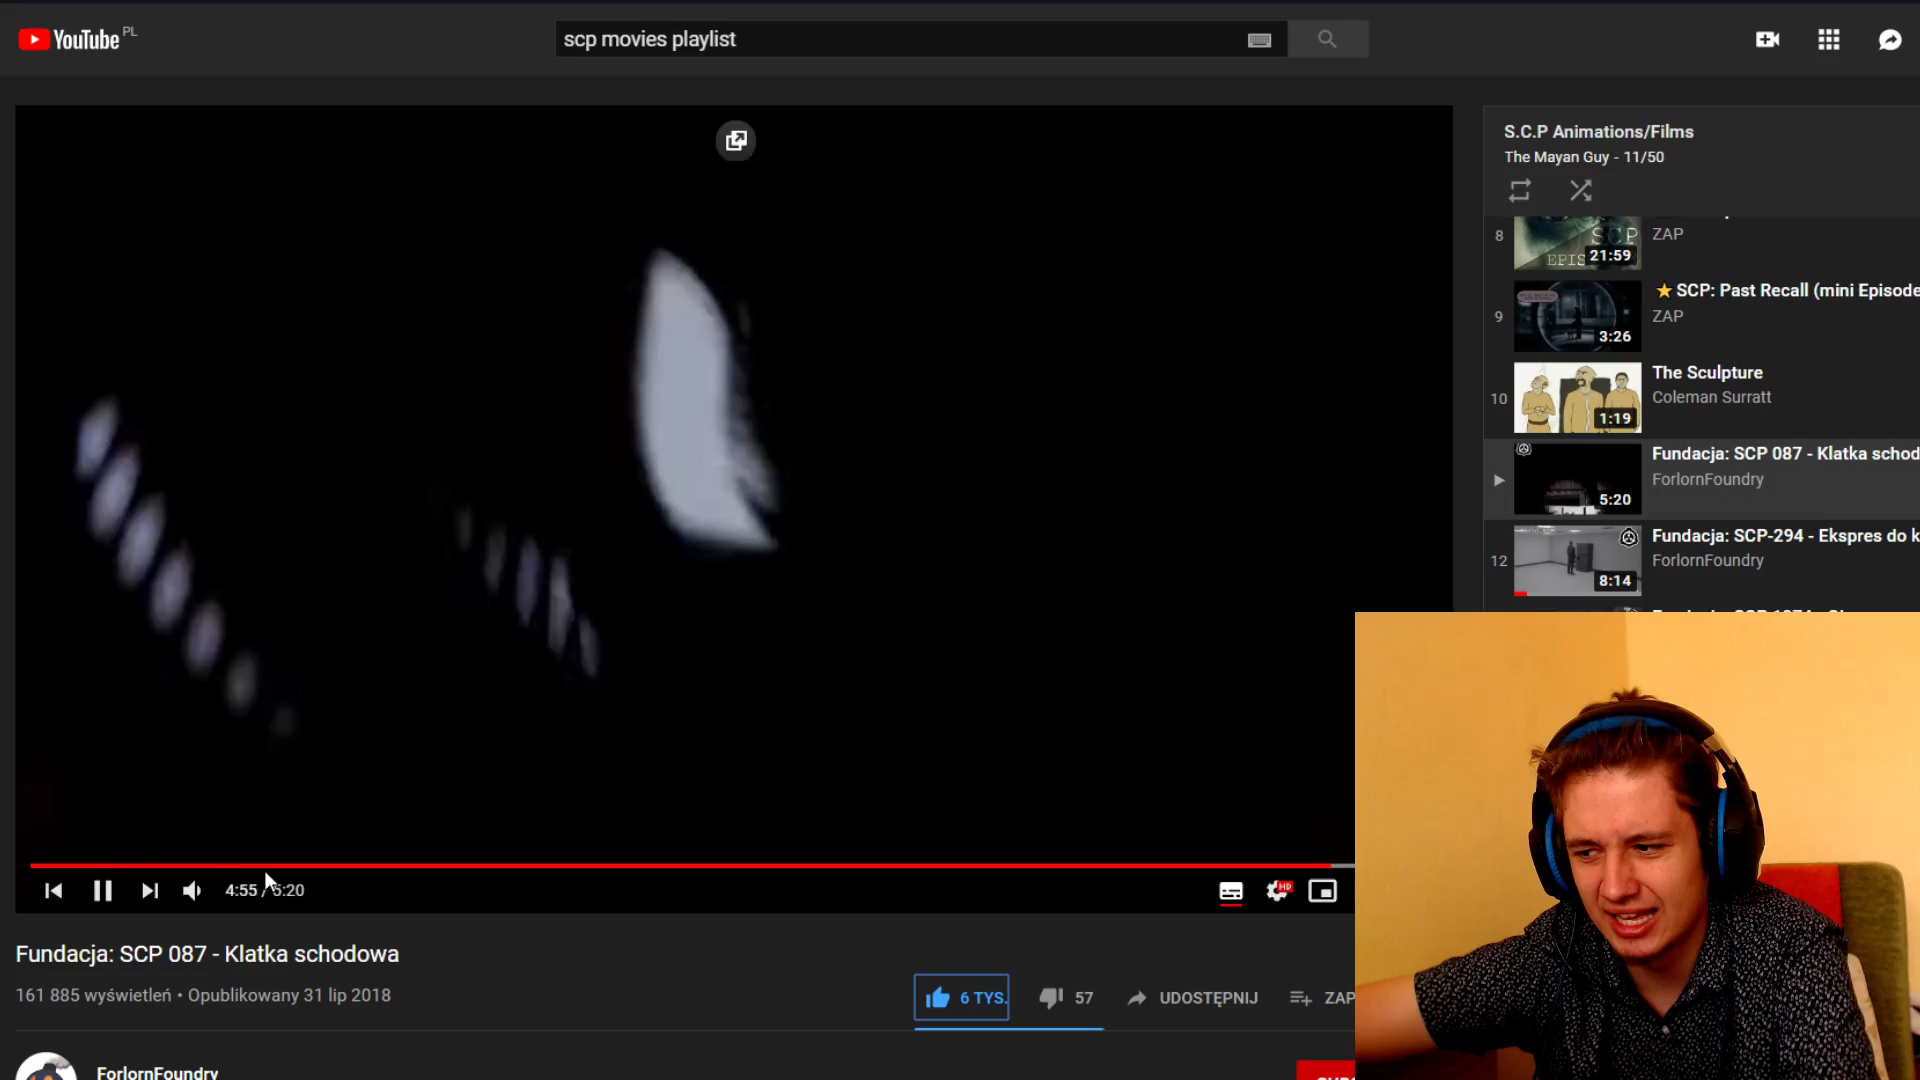 YouTube PL
scp movies playlist
S.C.P Animations/Films
The Mayan Guy - 11/50
8
SCP
EPIS
21:59
ZAP
9
3:26
⭐SCP: Past Recall (mini Episode
ZAP
10
1:19
The Sculpture
Coleman Surratt
5:20
Fundacja: SCP 087 - Klatka schod
ForlornFoundry
12
8:14
Fundacja: SCP-294 - Ekspres do k
ForlornFoundry
4:55 / 5:20
HD
Fundacja: SCP 087 - Klatka schodowa
161 885 wyświetleń • Opublikowany 31 lip 2018
6 TYS.
57
UDOSTĘPNIJ
ZAP
ForlornFoundry